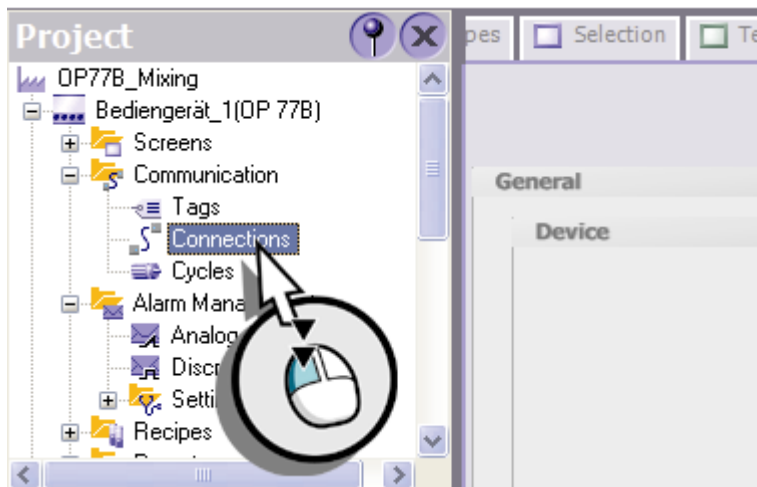 Project
OP77B_Mixing
Bediengerät_1(OP 77B)
Screens
Communication
Tags
Connections
Cycles
Alarm Mana
Analog
Discr
Setti
Recipes
pes
Selection
Te
General
Device